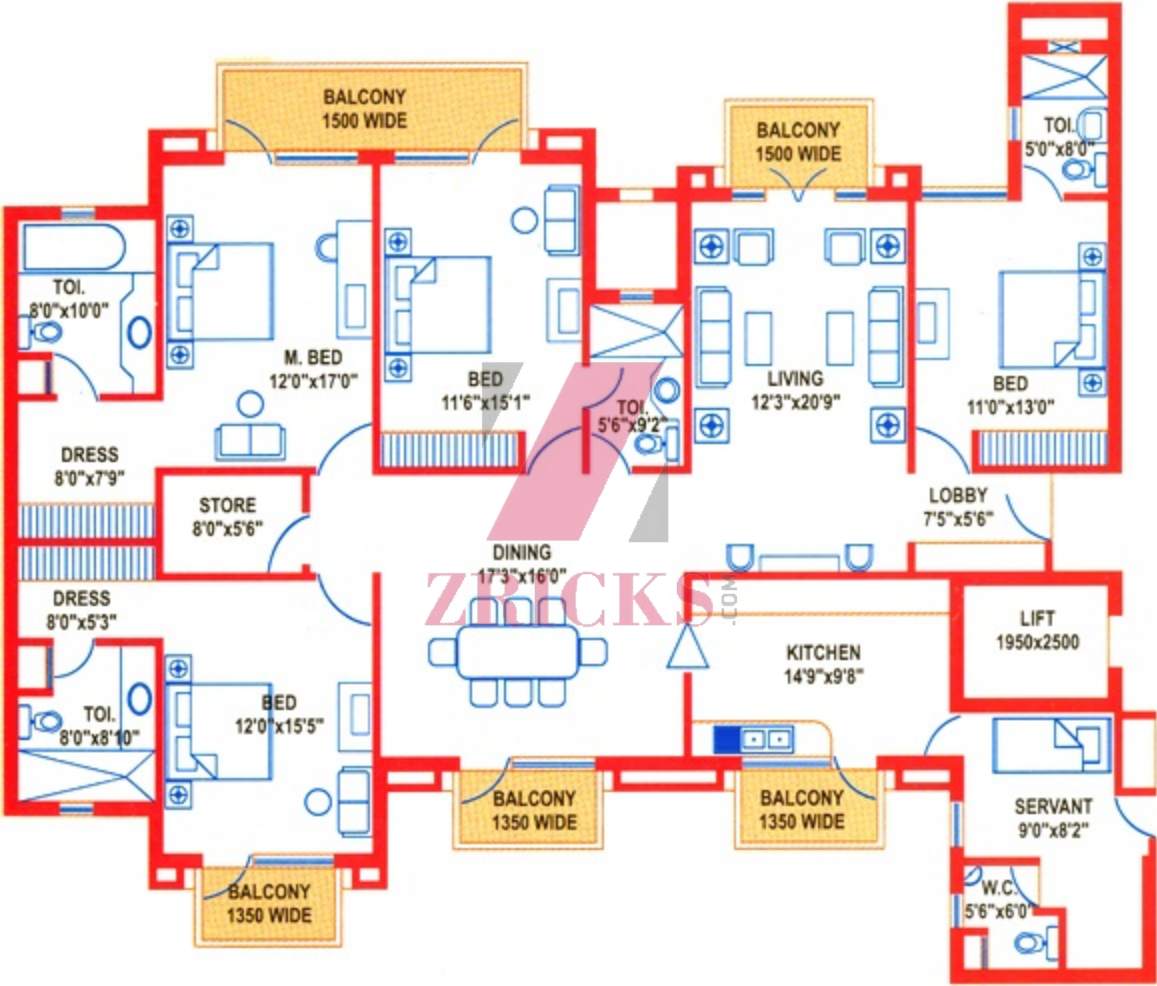 BALCONY
1500 WIDE
BALCONY
1500 WIDE
TOI.
5'0"x8'0"
TOI.
8'0"x10'0"
M. BED
12'0"x17'0"
BED
11'6"x15'1"
TOI.
5'6"x9'2"
LIVING
12'3"x20'9"
BED
11'0"x13'0"
DRESS
8'0"x7'9"
STORE
8'0"x5'6"
LOBBY
7'5"x5'6"
DINING
17'3"x16'0"
ZRICKS.COM
DRESS
8'0"x5'3"
LIFT
1950x2500
KITCHEN
14'9"x9'8"
TOI.
8'0"x8'10"
BED
12'0"x15'5"
BALCONY
1350 WIDE
BALCONY
1350 WIDE
SERVANT
9'0"x8'2"
BALCONY
1350 WIDE
W.C.
5'6"x6'0"